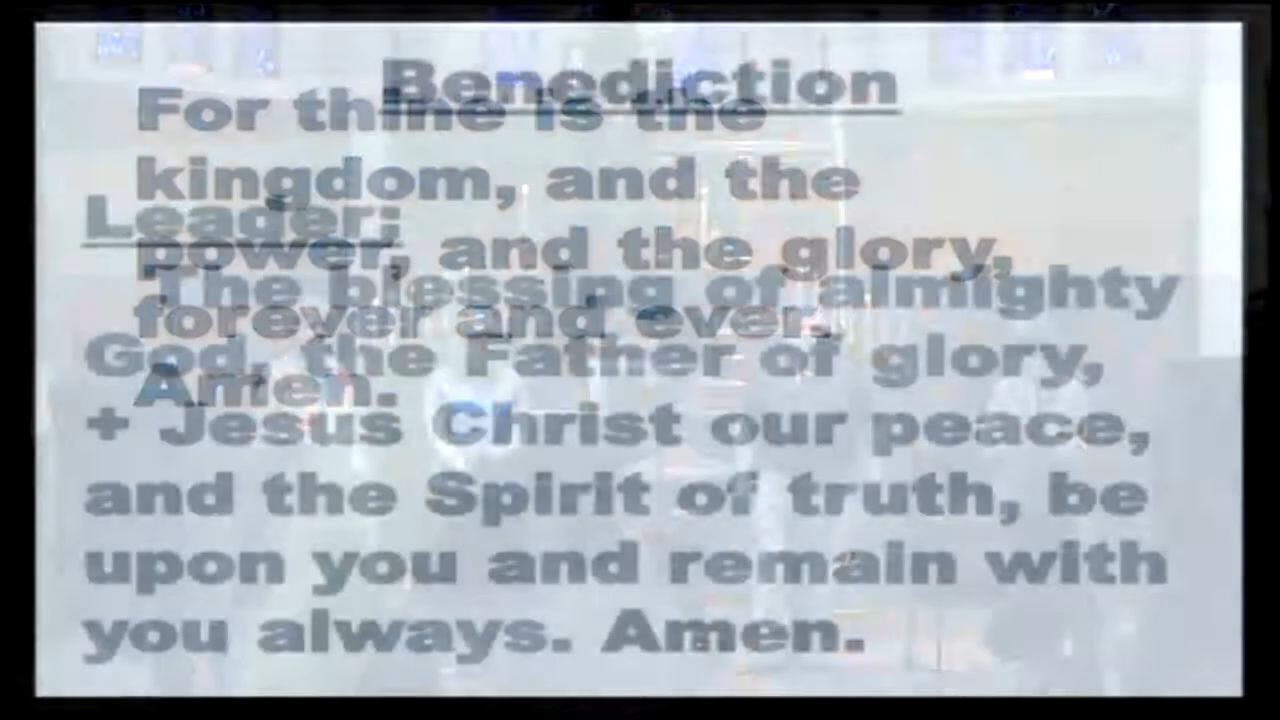 Benediction
For thine is the
kingdom, and the
Leader:
power, and the glory,
The blessing of almighty
forever and ever.
God, the Father of glory,
Amen.
+ Jesus Christ our peace,
and the Spirit of truth, be
upon you and remain with
you always. Amen.